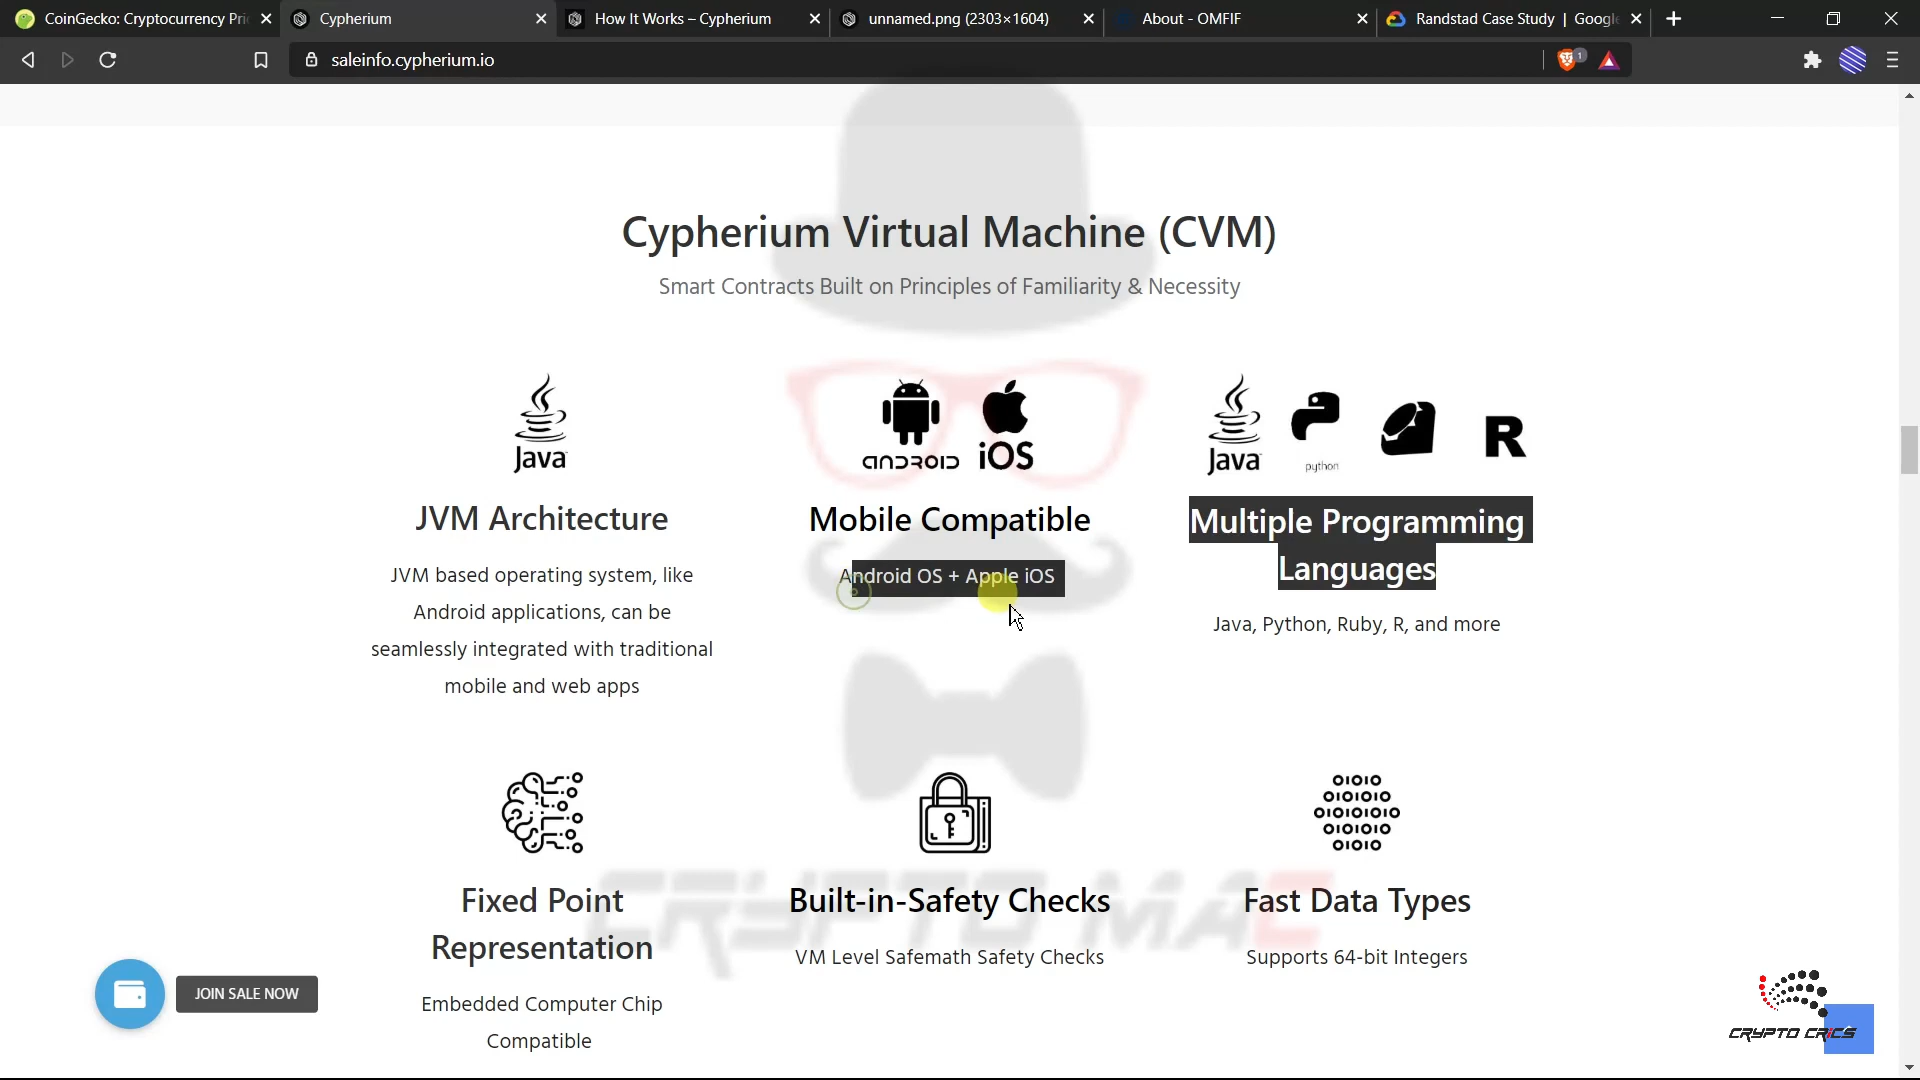 CoinGecko: Cryptocurrency Pri
Cypherium
How It Works – Cypherium
unnamed.png (2303×1604)
About - OMFIF
Randstad Case Study | Google
saleinfo.cypherium.io
1
Cypherium Virtual Machine (CVM)
Smart Contracts Built on Principles of Familiarity & Necessity
Java
ANDROID
iOS
Java
python
R
JVM Architecture
JVM based operating system, like
Android applications, can be
seamlessly integrated with traditional
mobile and web apps
Mobile Compatible
Android OS + Apple iOS
Multiple Programming
Languages
Java, Python, Ruby, R, and more
Fixed Point
Representation
Embedded Computer Chip
Compatible
Built-in-Safety Checks
VM Level Safemath Safety Checks
Fast Data Types
Supports 64-bit Integers
CRYPTO MAC
JOIN SALE NOW
CRYPTO CRICS